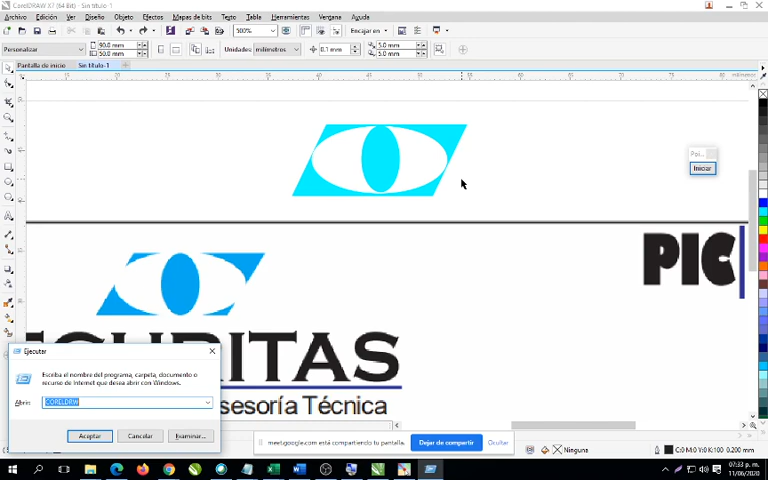 CorelDRAW X7 (64 Bit) - Sin título-1
Archivo Edición Ver Diseño Objeto Efectos Mapas de bits Texto Tabla Herramientas Ventana Ayuda
500% Encajar en
Personalizar 90.0 mm 50.0 mm Unidades: milímetros 0.1 mm 5.0 mm 5.0 mm
Pantalla de inicio Sin título-1
milímetros
Iniciar
PIC
CURITAS
sesoría Técnica
Ejecutar
Escriba el nombre del programa, carpeta, documento o
recurso de Internet que desea abrir con Windows.
Abrir: CORELDRW
Aceptar Cancelar Examinar...
meet.google.com está compartiendo tu pantalla. Dejar de compartir Ocultar
Ninguna C:0 M:0 Y:0 K:100 0.200 mm
07:33 p. m.
11/06/2020